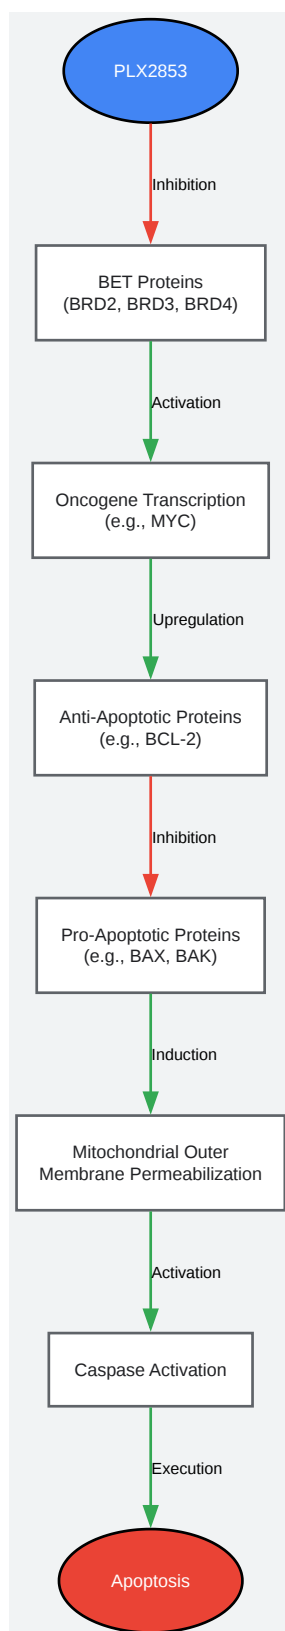 PLX2853
Inhibition
BET Proteins
(BRD2, BRD3, BRD4)
Activation
Oncogene Transcription
(e.g., MYC)
Upregulation
Anti-Apoptotic Proteins
(e.g., BCL-2)
Inhibition
Pro-Apoptotic Proteins
(e.g., BAX, BAK)
Induction
Mitochondrial Outer
Membrane Permeabilization
Activation
Caspase Activation
Execution
Apoptosis